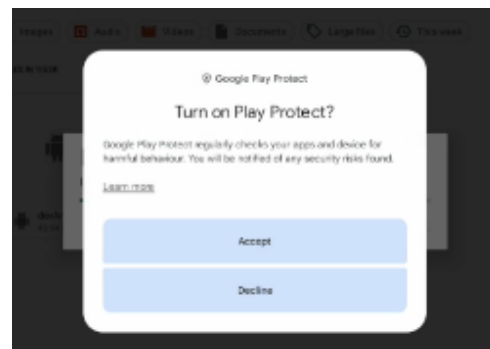 Images Audio Videos Documents Large files This week
Google Play Protect
Turn on Play Protect?
Google Play Protect regularly checks your apps and device for
harmful behaviour. You will be notified of any security risks found.
Learn more
Accept
Decline